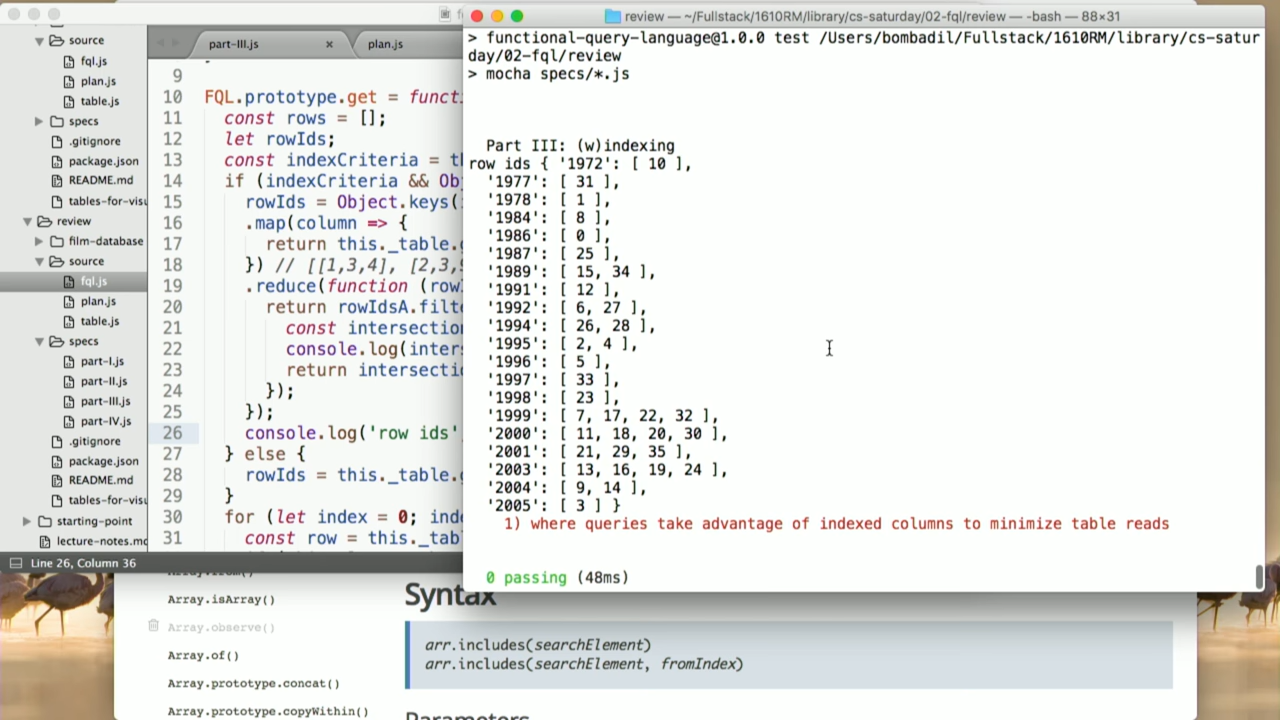 source
fql.js
plan.js
table.js
specs
.gitignore
package.json
README.md
tables-for-visu
review
film-database
source
fql.js
plan.js
table.js
specs
part-I.js
part-II.js
part-III.js
part-IV.js
.gitignore
package.json
README.md
tables-for-visu
starting-point
lecture-notes.md
part-III.js ×
plan.js
9
10 FQL.prototype.get = functi
11 const rows = [];
12 let rowIds;
13 const indexCriteria = th
14 if (indexCriteria && Obj
15 rowIds = Object.keys(i
16 .map(column => {
17 return this._table.g
18 }) // [[1,3,4], [2,3,9
19 .reduce(function (rowI
20 return rowIdsA.filte
21 const intersection
22 console.log(inters
23 return intersectio
24 });
25 });
26 console.log('row ids',
27 } else {
28 rowIds = this._table.g
29 }
30 for (let index = 0; inde
31 const row = this._tabl
Line 26, Column 36
review — ~/Fullstack/1610RM/library/cs-saturday/02-fql/review — -bash — 88×31
> functional-query-language@1.0.0 test /Users/bombadil/Fullstack/1610RM/library/cs-satur
day/02-fql/review
> mocha specs/*.js
Part III: (w)indexing
row ids { '1972': [ 10 ],
'1977': [ 31 ],
'1978': [ 1 ],
'1984': [ 8 ],
'1986': [ 0 ],
'1987': [ 25 ],
'1989': [ 15, 34 ],
'1991': [ 12 ],
'1992': [ 6, 27 ],
'1994': [ 26, 28 ],
'1995': [ 2, 4 ],
'1996': [ 5 ],
'1997': [ 33 ],
'1998': [ 23 ],
'1999': [ 7, 17, 22, 32 ],
'2000': [ 11, 18, 20, 30 ],
'2001': [ 21, 29, 35 ],
'2003': [ 13, 16, 19, 24 ],
'2004': [ 9, 14 ],
'2005': [ 3 ] }
1) where queries take advantage of indexed columns to minimize table reads
0 passing (48ms)
Array.from()
Array.isArray()
Array.observe()
Array.of()
Array.prototype.concat()
Array.prototype.copyWithin()
Syntax
arr.includes(searchElement)
arr.includes(searchElement, fromIndex)
Parameters